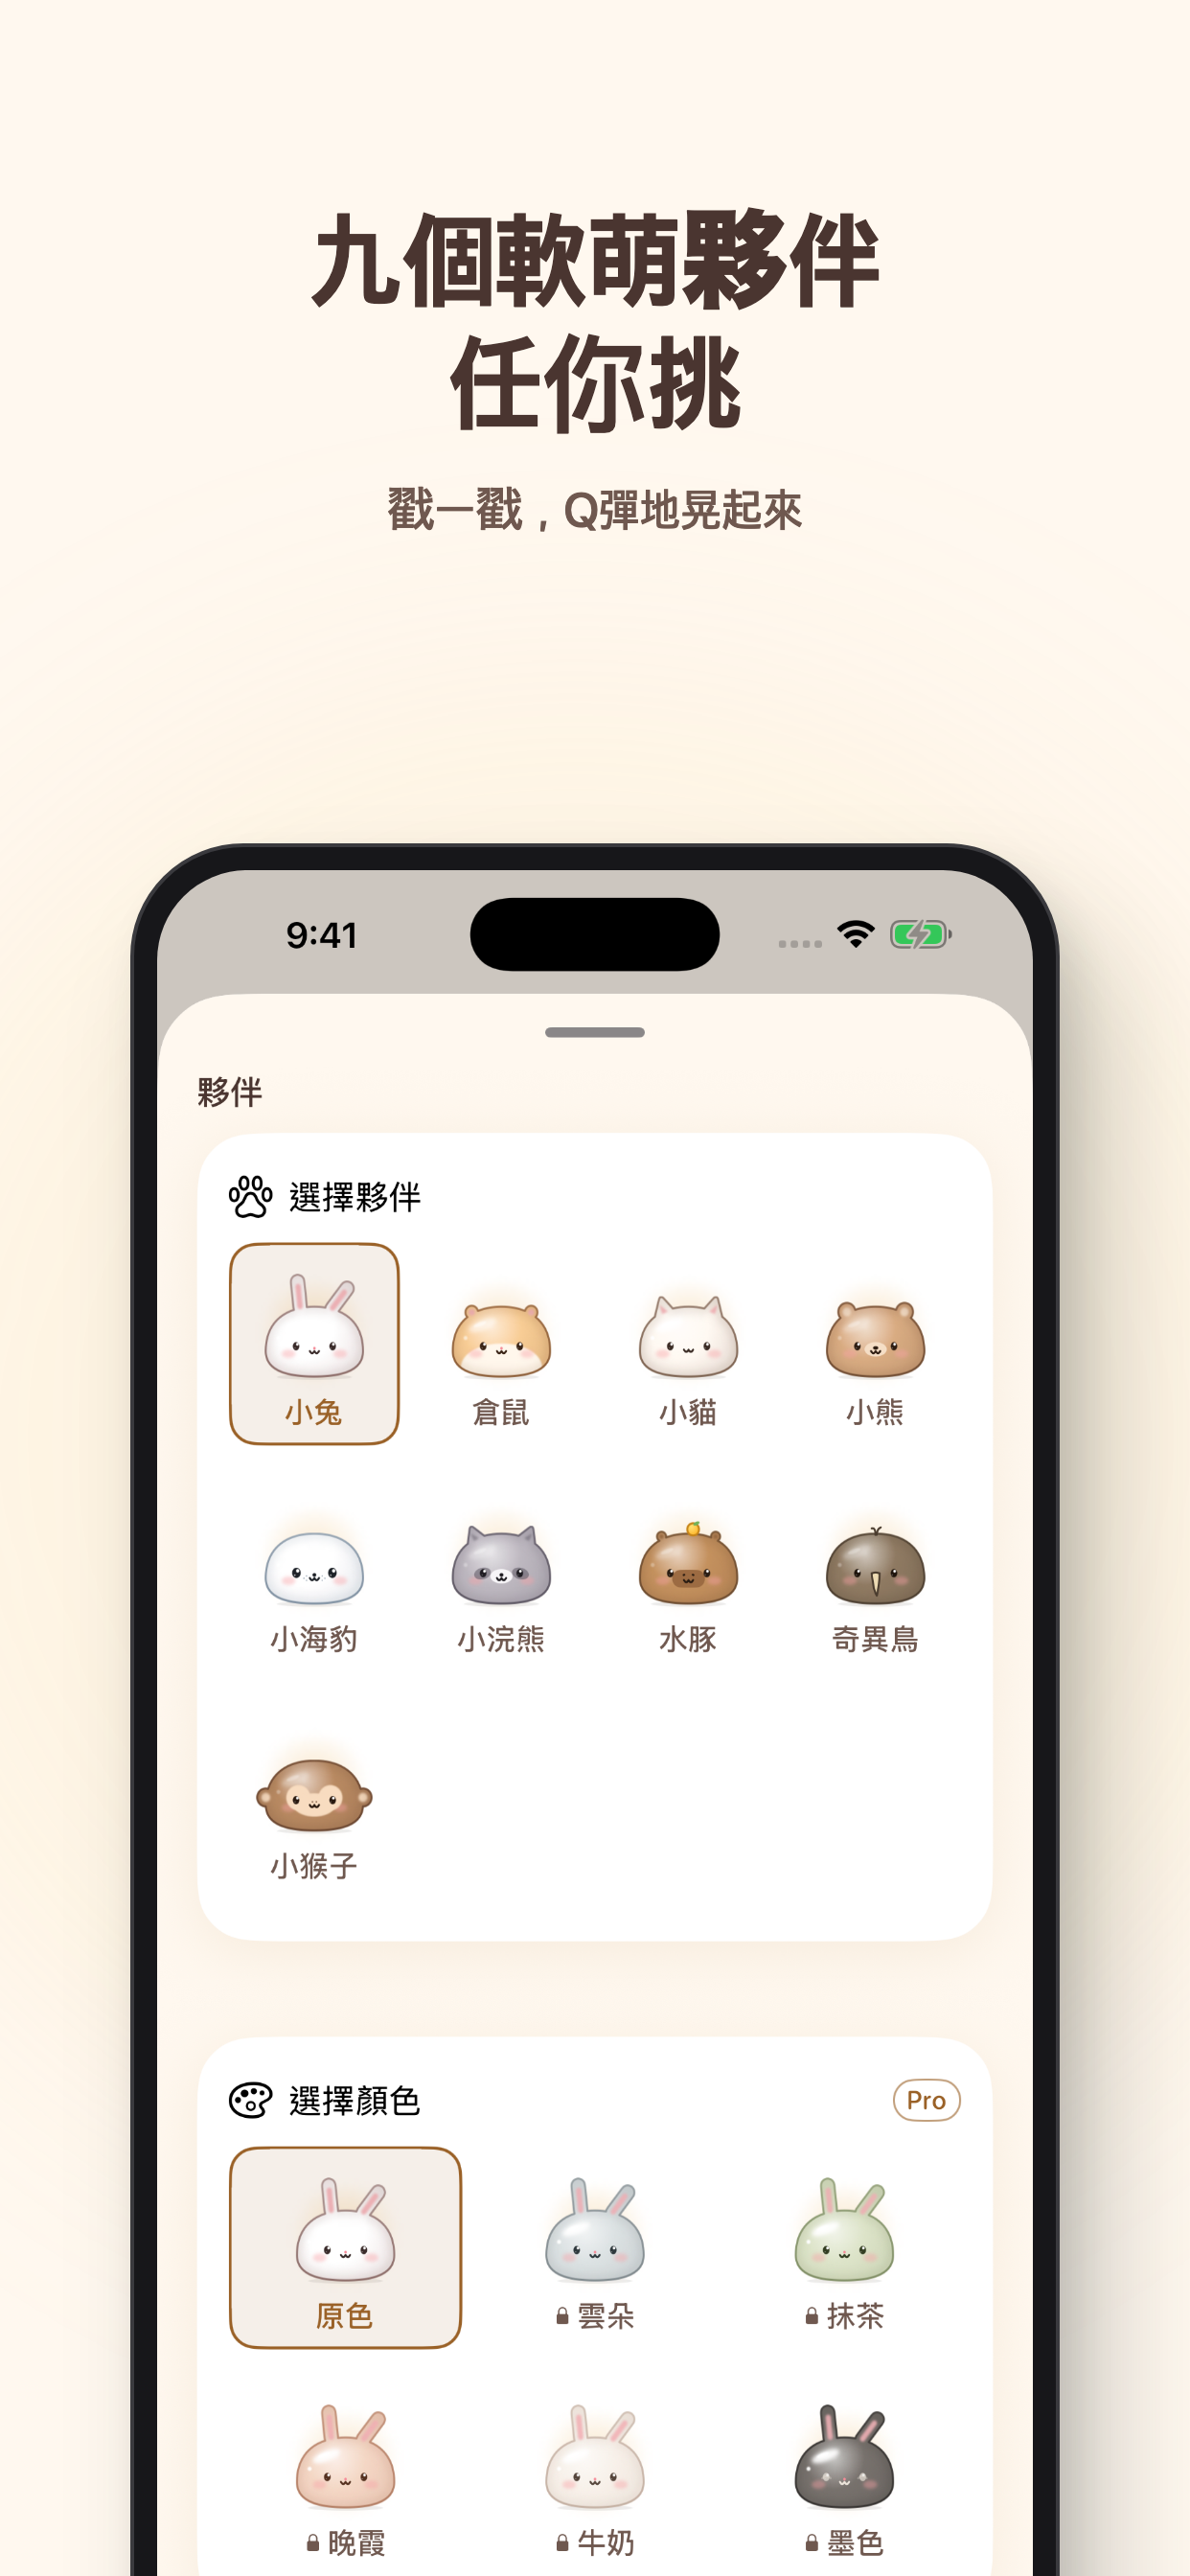 九個軟萌夥伴
任你挑
戳一戳，Q彈地晃起來
9:41
夥伴
選擇夥伴
小兔
倉鼠
小貓
小熊
小海豹
小浣熊
水豚
奇異鳥
小猴子
選擇顏色
Pro
原色
雲朵
抹茶
晚霞
牛奶
墨色